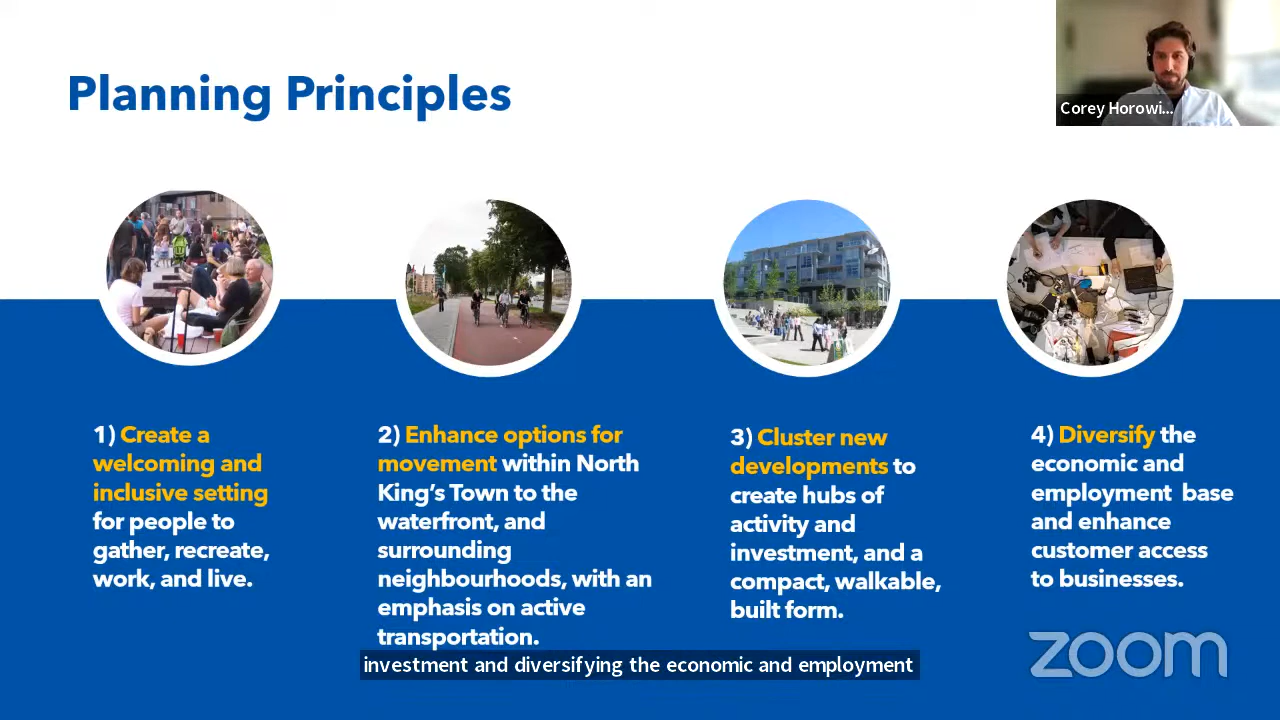 Planning Principles
Corey Horowi...
1) Create a
welcoming and
inclusive setting
for people to
gather, recreate,
work, and live.
2) Enhance options for
movement within North
King's Town to the
waterfront, and
surrounding
neighbourhoods, with an
emphasis on active
transportation.
3) Cluster new
developments to
create hubs of
activity and
investment, and a
compact, walkable,
built form.
4) Diversify the
economic and
employment base
and enhance
customer access
to businesses.
investment and diversifying the economic and employment
zoom